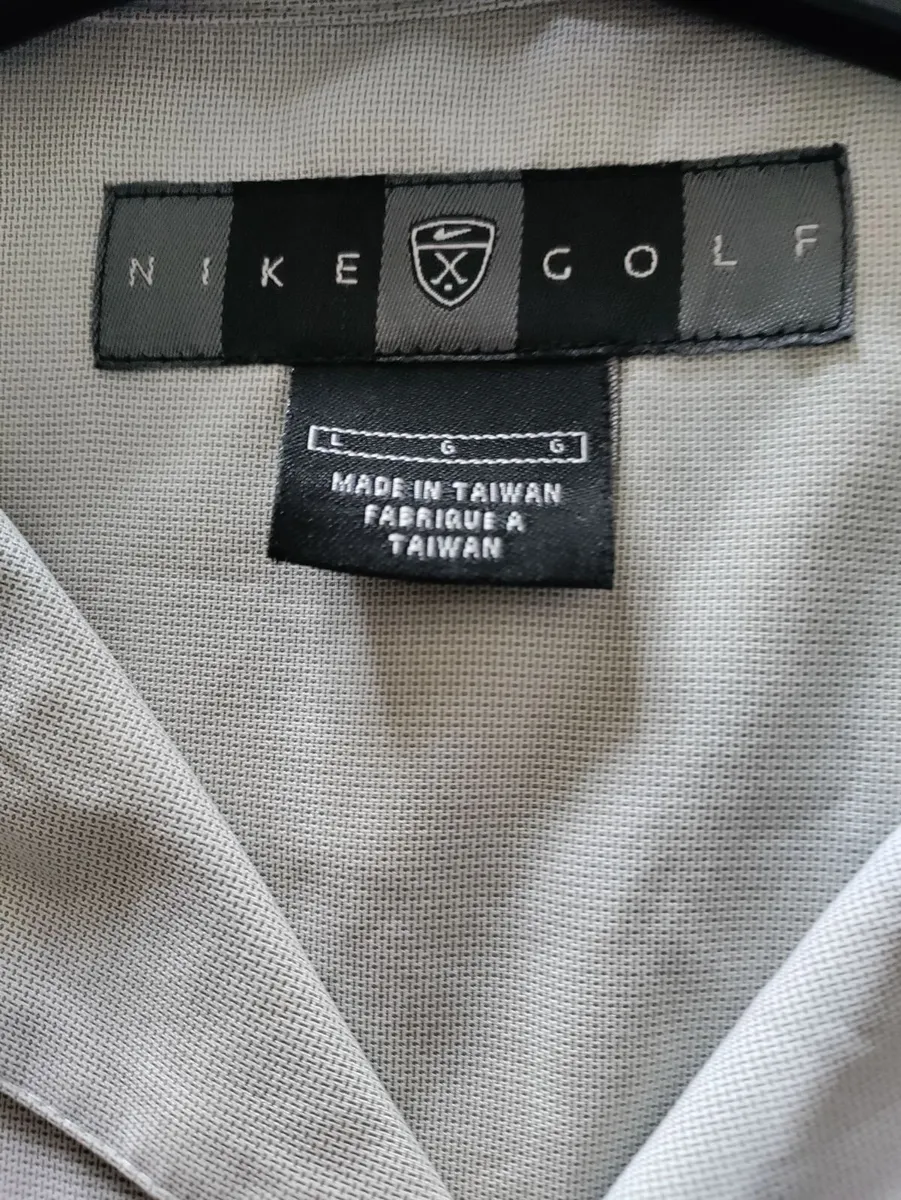 NIKE GOLF
L G G
MADE IN TAIWAN
FABRIQUE A
TAIWAN